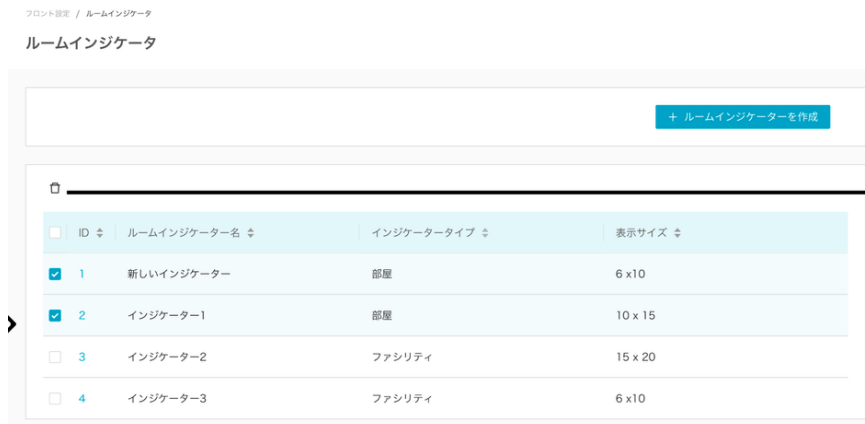 フロント設定 / ルームインジケータ
ルームインジケータ
+ ルームインジケーターを作成
ID ルームインジケーター名 インジケータータイプ 表示サイズ
1 新しいインジケーター 部屋 6 x10
2 インジケーター1 部屋 10 x 15
3 インジケーター2 ファシリティ 15 x 20
4 インジケーター3 ファシリティ 6 x10